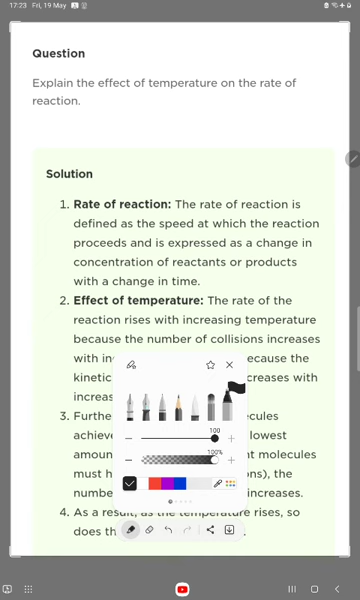 17:23 Fri, 19 May
Question
Explain the effect of temperature on the rate of
reaction.
Solution
1. Rate of reaction: The rate of reaction is
defined as the speed at which the reaction
proceeds and is expressed as a change in
concentration of reactants or products
with a change in time.
2. Effect of temperature: The rate of the
reaction rises with increasing temperature
because the number of collisions increases
with in ecause the
kinetic creases with
increas
3. Furthe ecules
achieve lowest
amoun t molecules
must h ons), the
numbe increases.
4. As a result, as the temperature rises, so
does th
100
100%